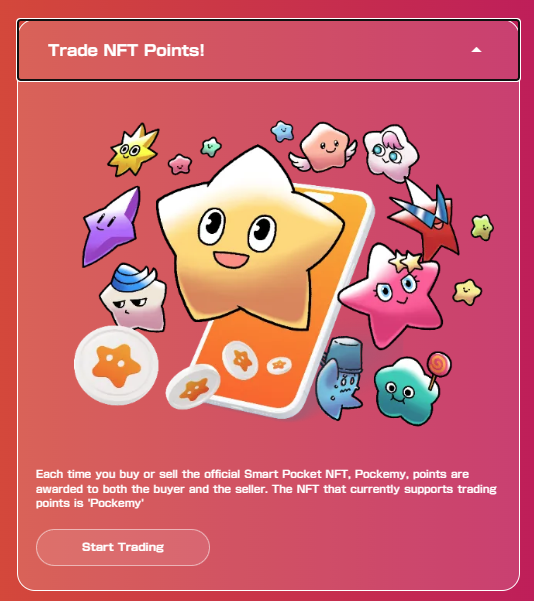 Trade NFT Points!
Each time you buy or sell the official Smart Pocket NFT, Pockemy, points are
awarded to both the buyer and the seller. The NFT that currently supports trading
points is 'Pockemy'
Start Trading